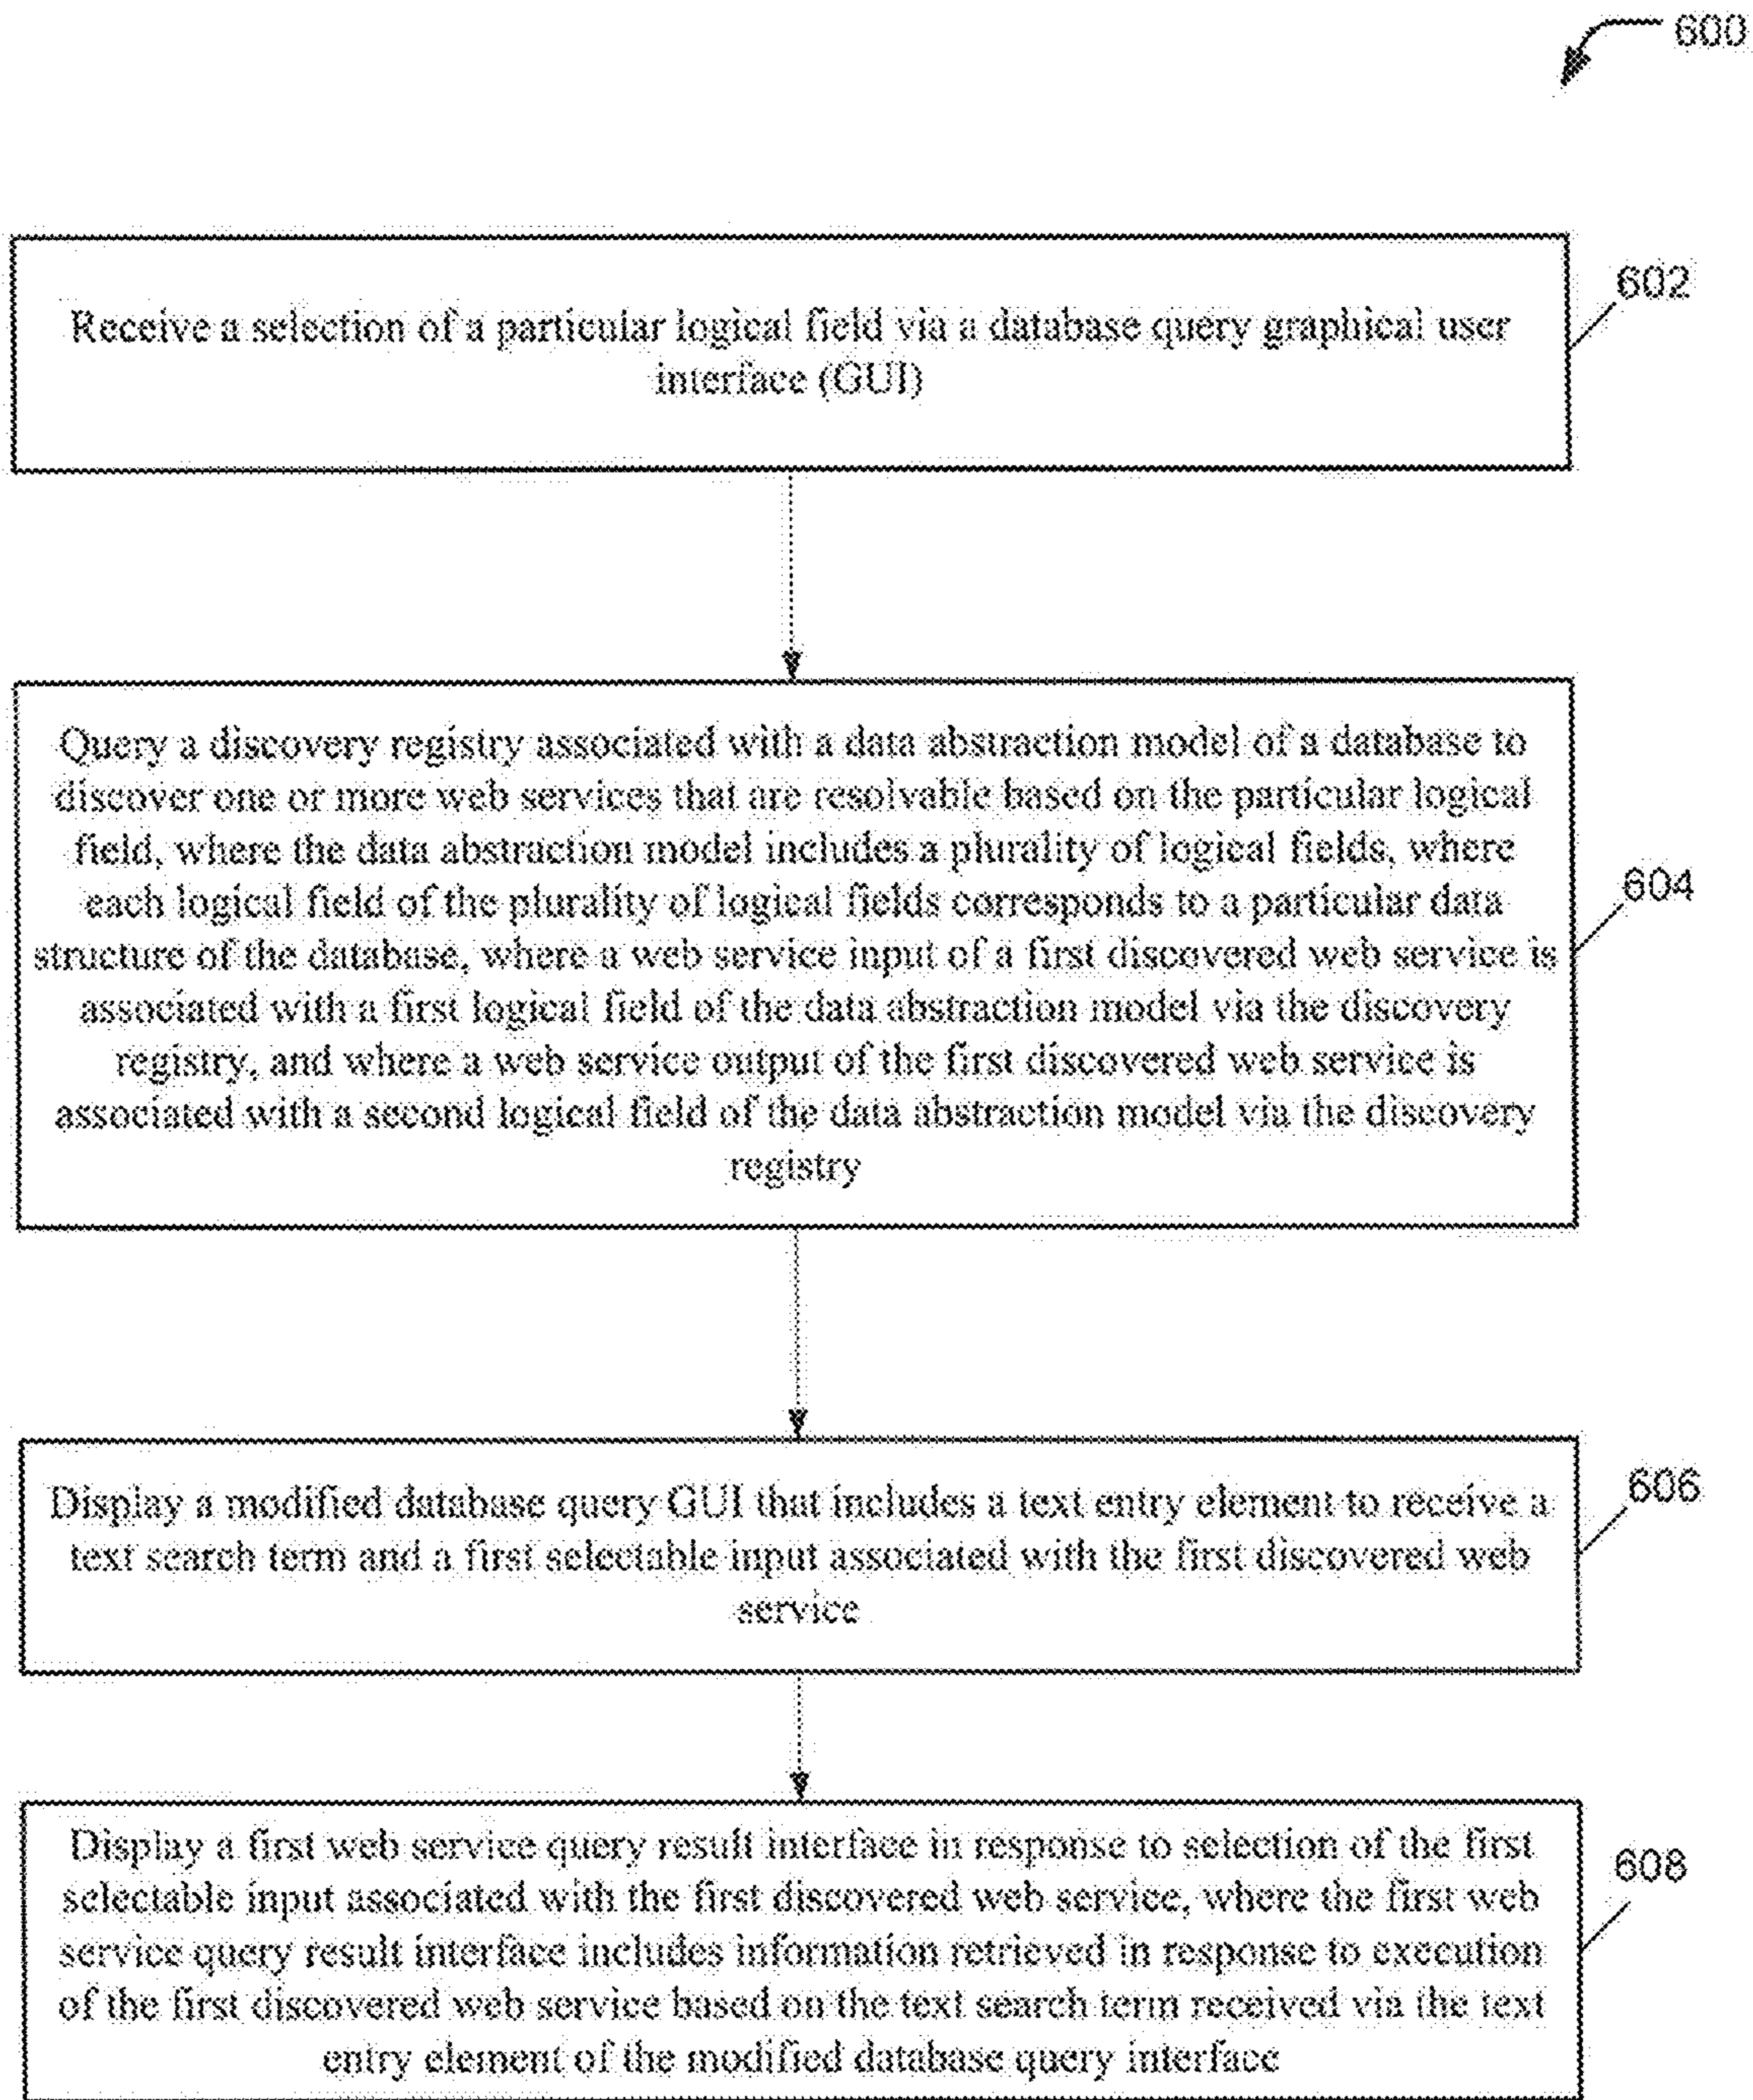 600
Receive a selection of a particular logical field via a database query graphical user
interface (GUI)
602
Query a discovery registry associated with a data abstraction model of a database to
discover one or more web services that are resolvable based on the particular logical
field, where the data abstraction model includes a plurality of logical fields, where
each logical field of the plurality of logical fields corresponds to a particular data
structure of the database, where a web service input of a first discovered web service is
associated with a first logical field of the data abstraction model via the discovery
registry, and where a web service output of the first discovered web service is
associated with a second logical field of the data abstraction model via the discovery
registry
604
Display a modified database query GUI that includes a text entry element to receive a
text search term and a first selectable input associated with the first discovered web
service
606
Display a first web service query result interface in response to selection of the first
selectable input associated with the first discovered web service, where the first web
service query result interface includes information retrieved in response to execution
of the first discovered web service based on the text search term received via the text
entry element of the modified database query interface
608